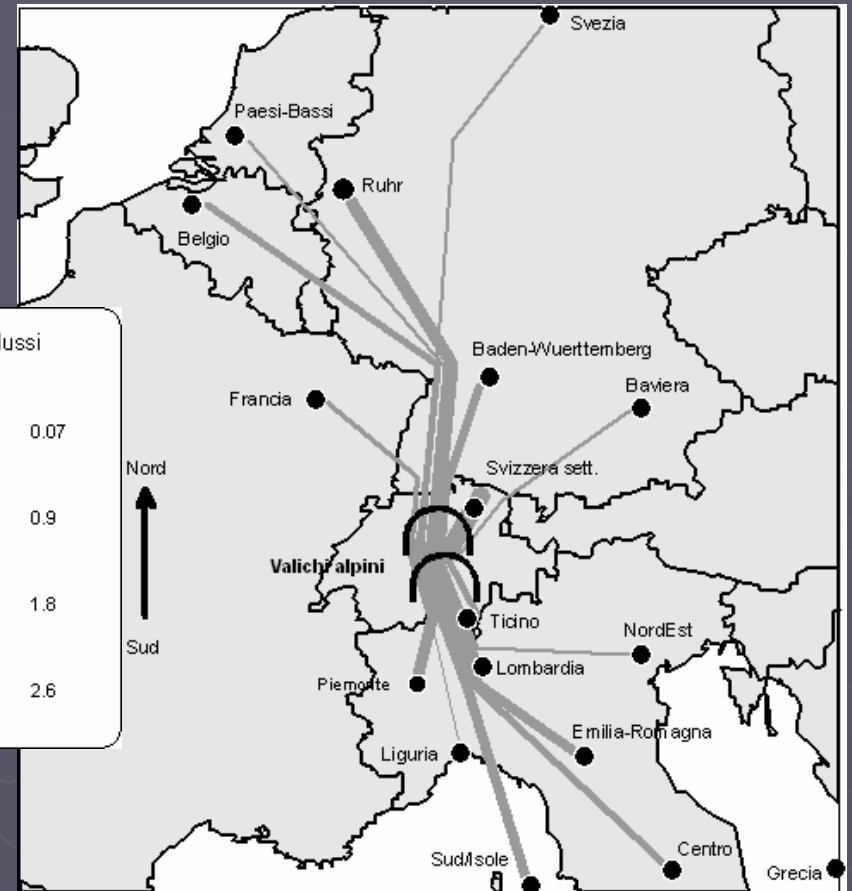 Svezia
Paesi-Bassi
Ruhr
Belgio
lussi
Baden-Wuerttemberg
Baviera
Francia
0.07
Nord
Svizzera sett.
0.9
Valichi alpini
1.8
Ticino
NordEst
Sud
Lombardia
Piemonte
2.6
Emilia-Romagna
Liguria
Centro
Sud/Isole
Grecia